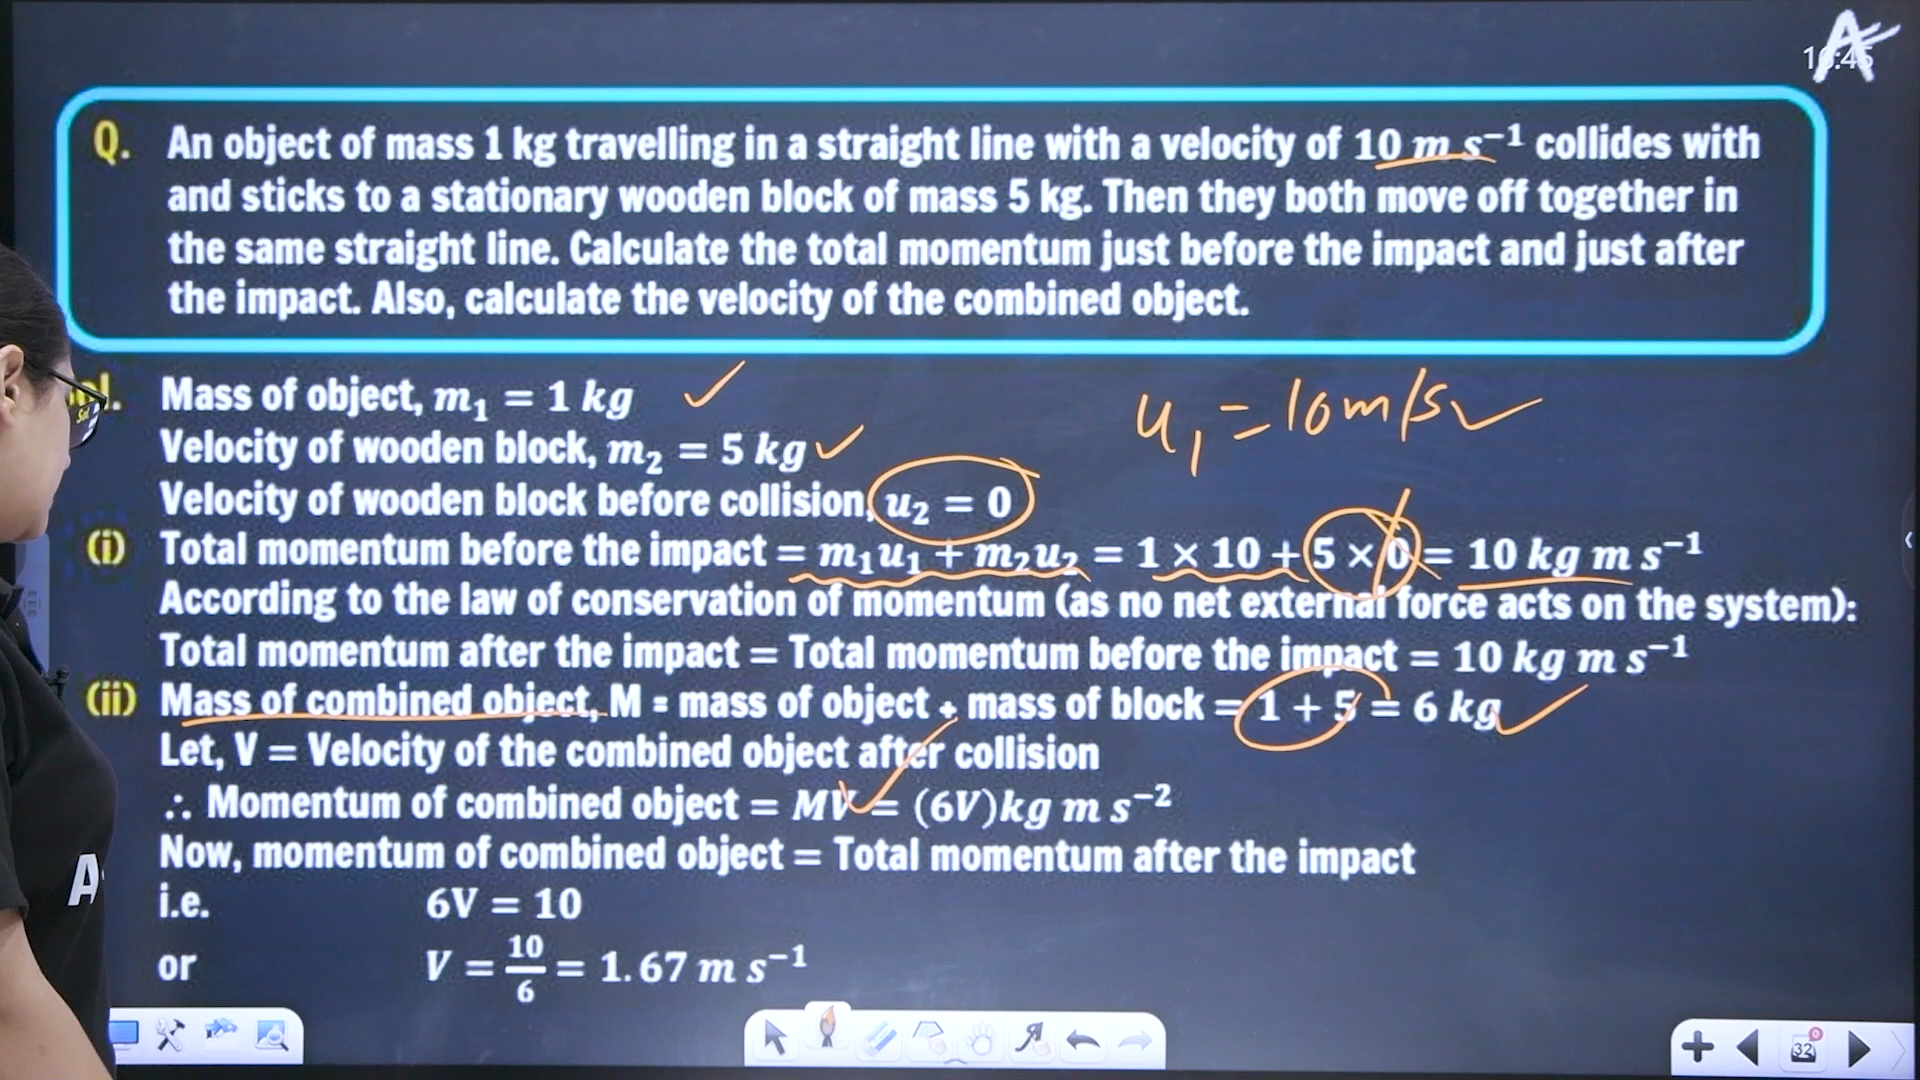 Q. An object of mass 1 kg travelling in a straight line with a velocity of 10 m s⁻¹ collides with
and sticks to a stationary wooden block of mass 5 kg. Then they both move off together in
the same straight line. Calculate the total momentum just before the impact and just after
the impact. Also, calculate the velocity of the combined object.
Mass of object, m₁ = 1 kg
u₁ = 10m/s
Velocity of wooden block, m₂ = 5 kg
Velocity of wooden block before collision, u₂ = 0
(i) Total momentum before the impact = m₁u₁ + m₂u₂ = 1 × 10 + 5 × 0 = 10 kg m s⁻¹
According to the law of conservation of momentum (as no net external force acts on the system):
Total momentum after the impact = Total momentum before the impact = 10 kg m s⁻¹
(ii) Mass of combined object, M = mass of object + mass of block = 1 + 5 = 6 kg
Let, V = Velocity of the combined object after collision
∴ Momentum of combined object = MV = (6V)kg m s⁻²
Now, momentum of combined object = Total momentum after the impact
i.e. 6V = 10
or V = 10/6 = 1.67 m s⁻¹
A
32
0